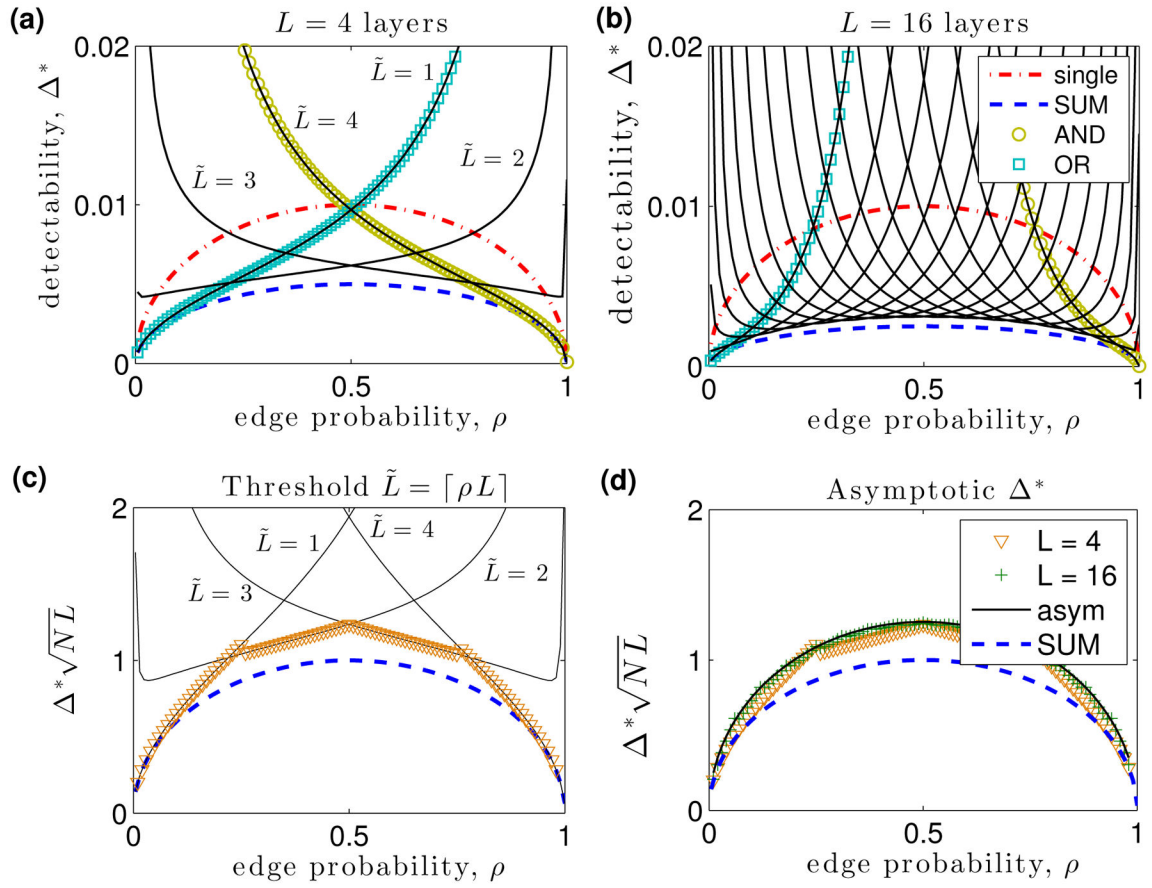 (a)
L = 4 layers
detectability, Δ*
0.02
0.01
0
L̃ = 1
L̃ = 4
L̃ = 2
L̃ = 3
0
0.5
1
edge probability, ρ
(b)
L = 16 layers
detectability, Δ*
0.02
0.01
0
single
SUM
AND
OR
0
0.5
1
edge probability, ρ
(c)
Threshold L̃ = ⌈ρL⌉
Δ*√NL
2
1
0
L̃ = 1
L̃ = 4
L̃ = 3
L̃ = 2
0
0.5
1
edge probability, ρ
(d)
Asymptotic Δ*
Δ*√NL
2
1
0
L = 4
L = 16
asym
SUM
0
0.5
1
edge probability, ρ